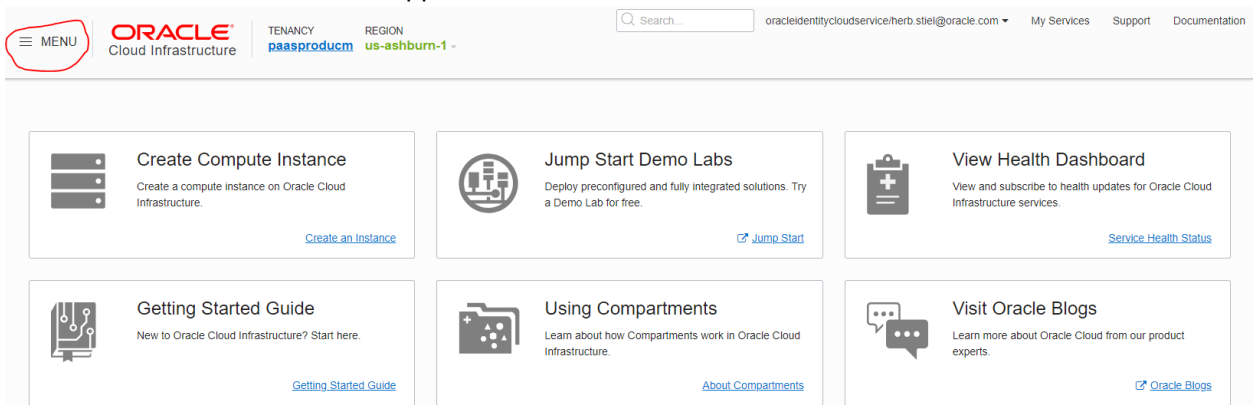 MENU
ORACLE
Cloud Infrastructure
TENANCY
paasproducm
REGION
us-ashburn-1
Search...
oracleidentitycloudservice/herb.stiel@oracle.com
My Services
Support
Documentation
Create Compute Instance
Create a compute instance on Oracle Cloud
Infrastructure.
Create an Instance
Jump Start Demo Labs
Deploy preconfigured and fully integrated solutions. Try
a Demo Lab for free.
Jump Start
View Health Dashboard
View and subscribe to health updates for Oracle Cloud
Infrastructure services.
Service Health Status
Getting Started Guide
New to Oracle Cloud Infrastructure? Start here.
Getting Started Guide
Using Compartments
Learn about how Compartments work in Oracle Cloud
Infrastructure.
About Compartments
Visit Oracle Blogs
Learn more about Oracle Cloud from our product
experts.
Oracle Blogs